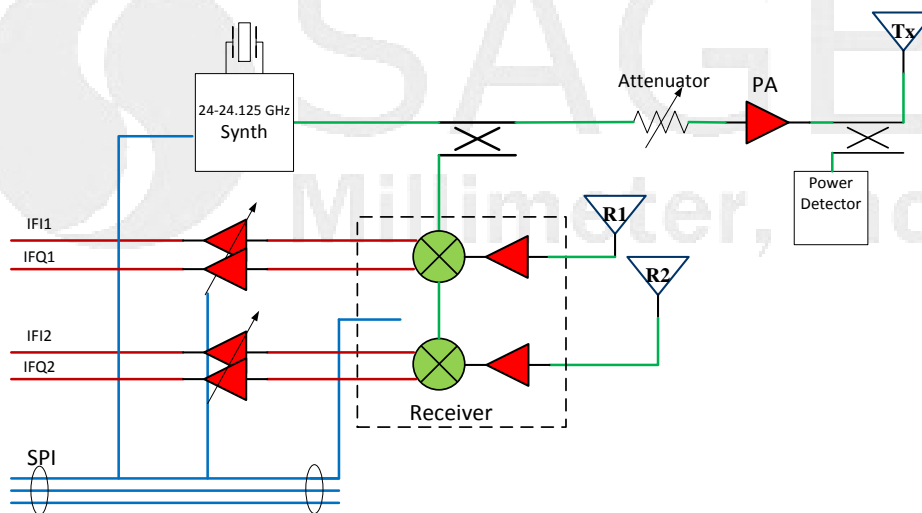 SAGE
Millimeter, Inc
24-24.125 GHz
Synth
Attenuator
PA
Tx
Power
Detector
R1
R2
IFI1
IFQ1
IFI2
IFQ2
Receiver
SPI